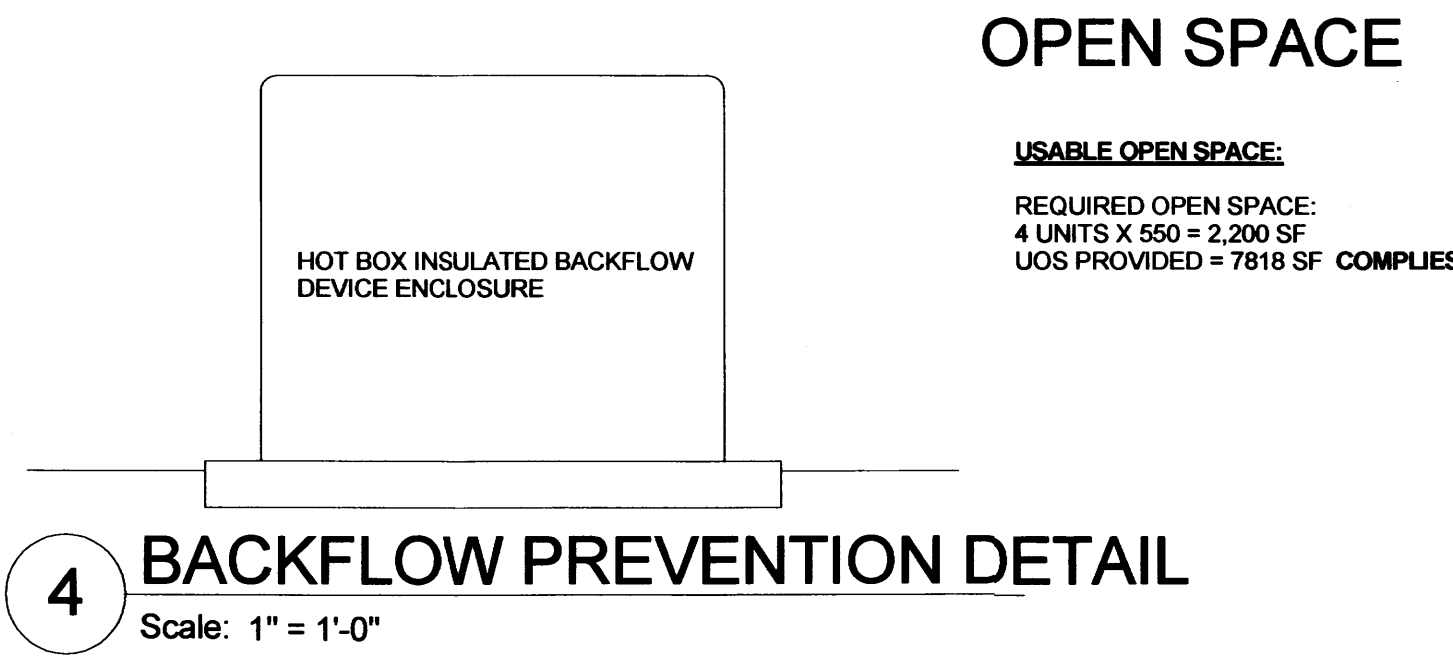 OPEN SPACE
USABLE OPEN SPACE:
REQUIRED OPEN SPACE:
4 UNITS X 550 = 2,200 SF
UOS PROVIDED = 7818 SF COMPLIES
HOT BOX INSULATED BACKFLOW
DEVICE ENCLOSURE
4
BACKFLOW PREVENTION DETAIL
Scale: 1" = 1'-0"